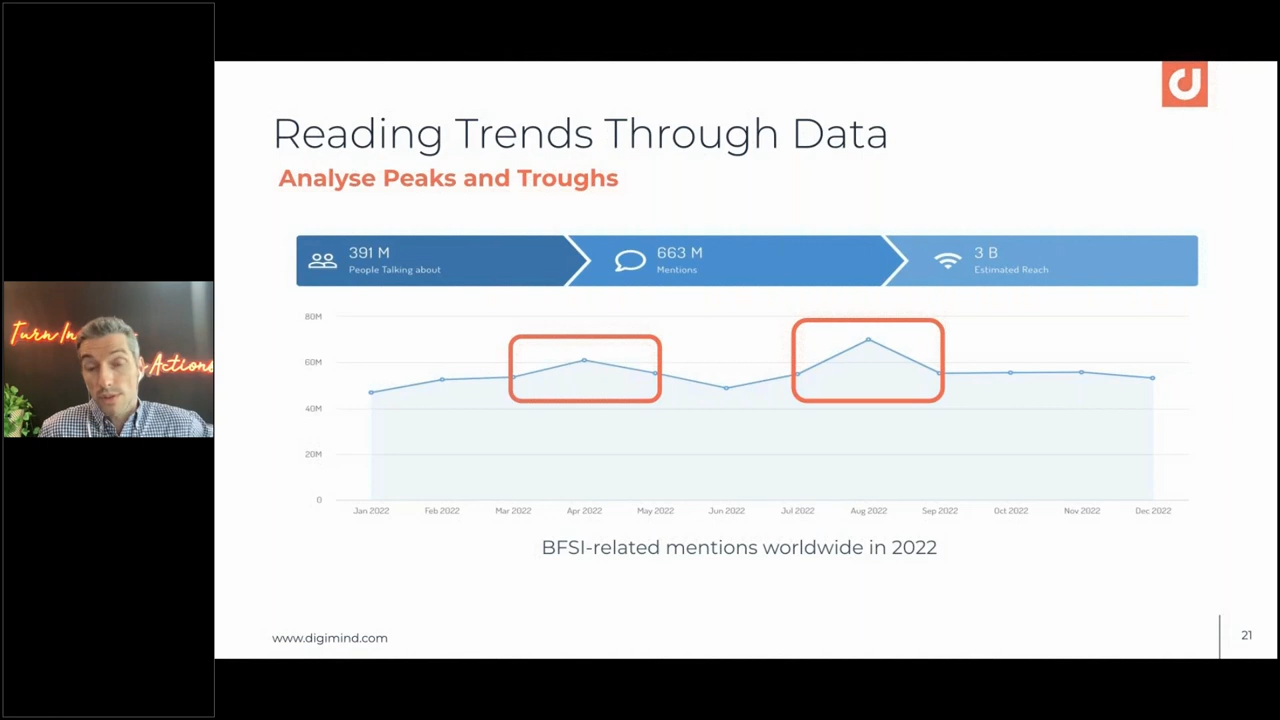 Reading Trends Through Data
Analyse Peaks and Troughs
391 M
People Talking about
663 M
Mentions
3 B
Estimated Reach
80M
60M
40M
20M
0
Jan 2022 Feb 2022 Mar 2022 Apr 2022 May 2022 Jun 2022 Jul 2022 Aug 2022 Sep 2022 Oct 2022 Nov 2022 Dec 2022
BFSI-related mentions worldwide in 2022
www.digimind.com
21
Turn In
Action